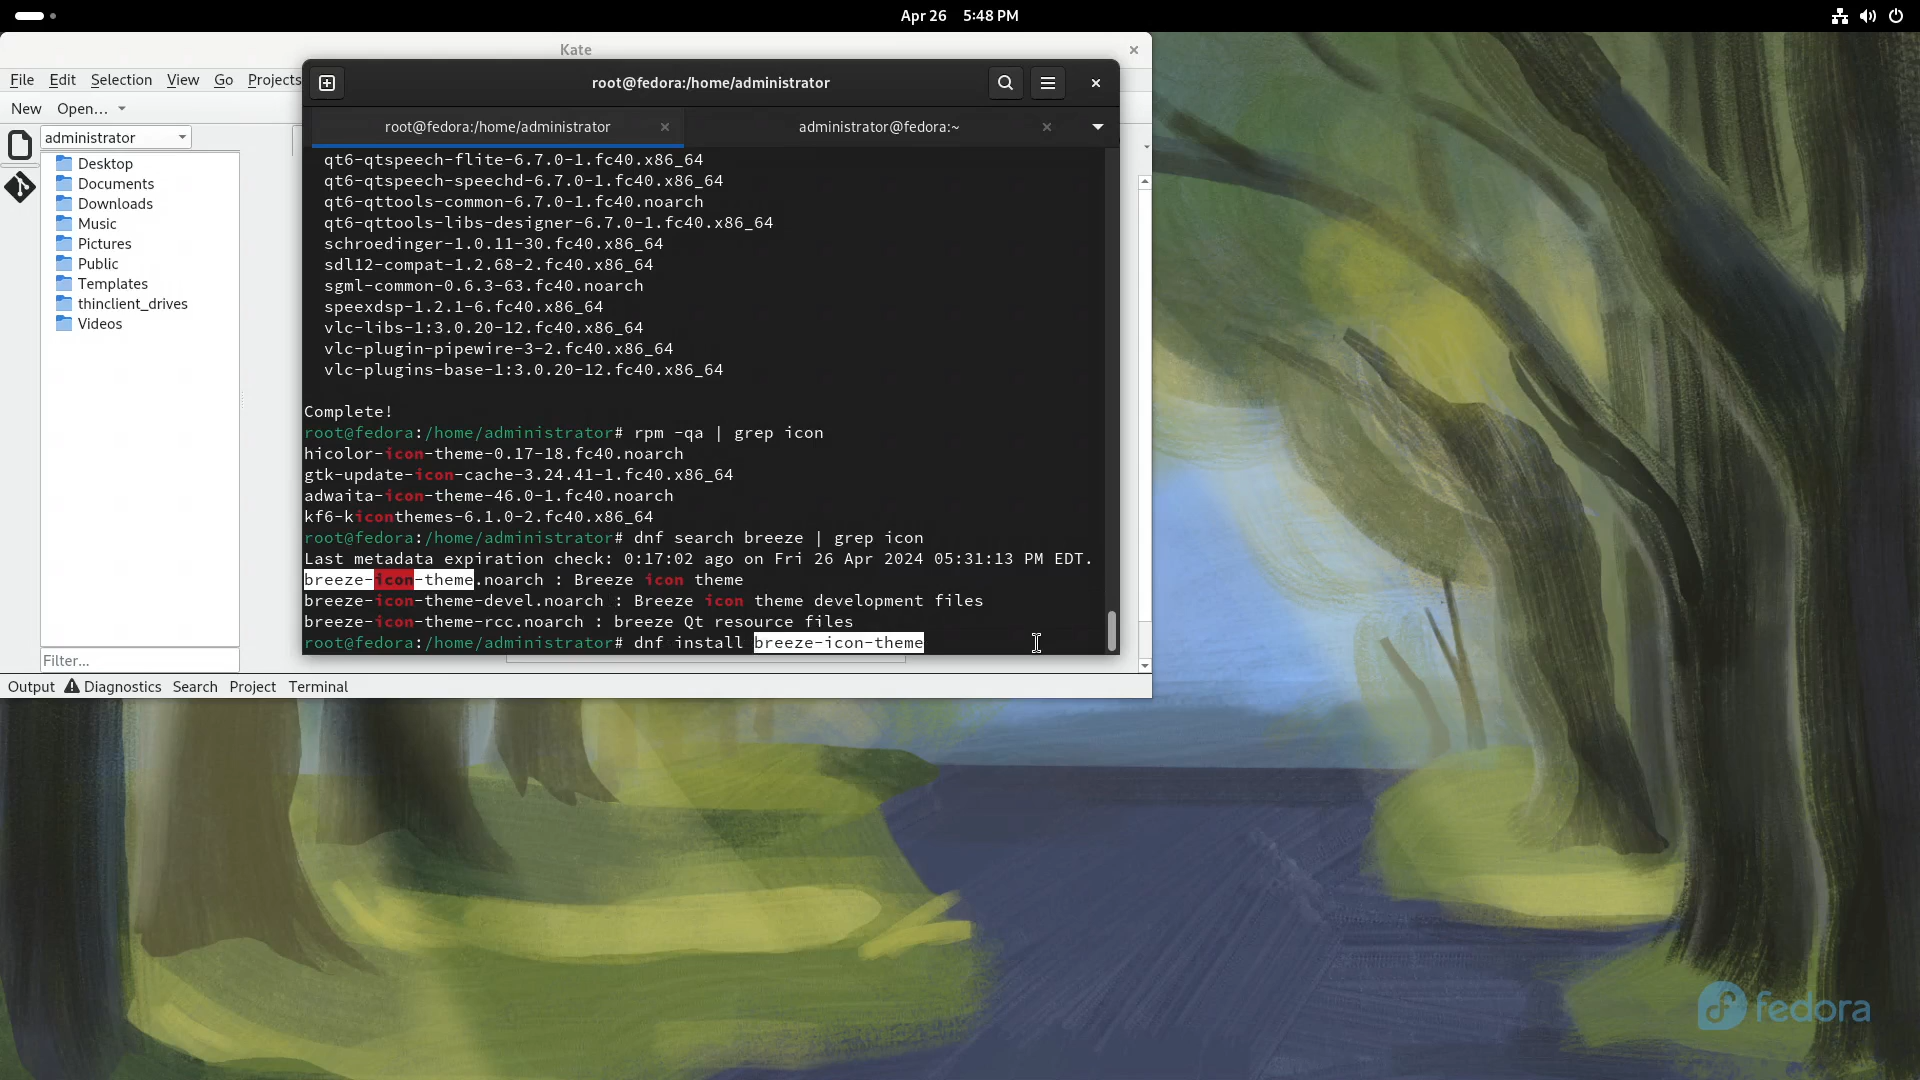 Apr 26 5:48 PM
Kate
File Edit Selection View Go Projects
New Open...
administrator
Desktop
Documents
Downloads
Music
Pictures
Public
Templates
thinclient_drives
Videos
Filter...
Output Diagnostics Search Project Terminal
root@fedora:/home/administrator
root@fedora:/home/administrator administrator@fedora:~
qt6-qtspeech-flite-6.7.0-1.fc40.x86_64
qt6-qtspeech-speechd-6.7.0-1.fc40.x86_64
qt6-qttools-common-6.7.0-1.fc40.noarch
qt6-qttools-libs-designer-6.7.0-1.fc40.x86_64
schroedinger-1.0.11-30.fc40.x86_64
sdl12-compat-1.2.68-2.fc40.x86_64
sgml-common-0.6.3-63.fc40.noarch
speexdsp-1.2.1-6.fc40.x86_64
vlc-libs-1:3.0.20-12.fc40.x86_64
vlc-plugin-pipewire-3-2.fc40.x86_64
vlc-plugins-base-1:3.0.20-12.fc40.x86_64
Complete!
root@fedora:/home/administrator# rpm -qa | grep icon
hicolor-icon-theme-0.17-18.fc40.noarch
gtk-update-icon-cache-3.24.41-1.fc40.x86_64
adwaita-icon-theme-46.0-1.fc40.noarch
kf6-kiconthemes-6.1.0-2.fc40.x86_64
root@fedora:/home/administrator# dnf search breeze | grep icon
Last metadata expiration check: 0:17:02 ago on Fri 26 Apr 2024 05:31:13 PM EDT.
breeze-icon-theme.noarch : Breeze icon theme
breeze-icon-theme-devel.noarch : Breeze icon theme development files
breeze-icon-theme-rcc.noarch : breeze Qt resource files
root@fedora:/home/administrator# dnf install breeze-icon-theme
fedora